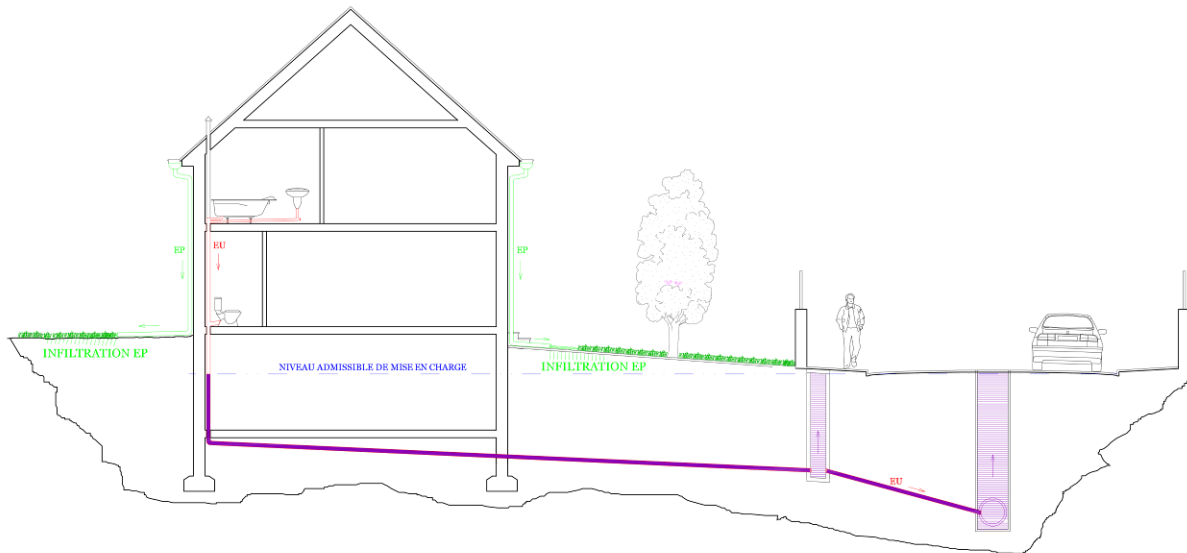 EP
EU
EP
INFILTRATION EP
NIVEAU ADMISSIBLE DE MISE EN CHARGE
INFILTRATION EP
EU